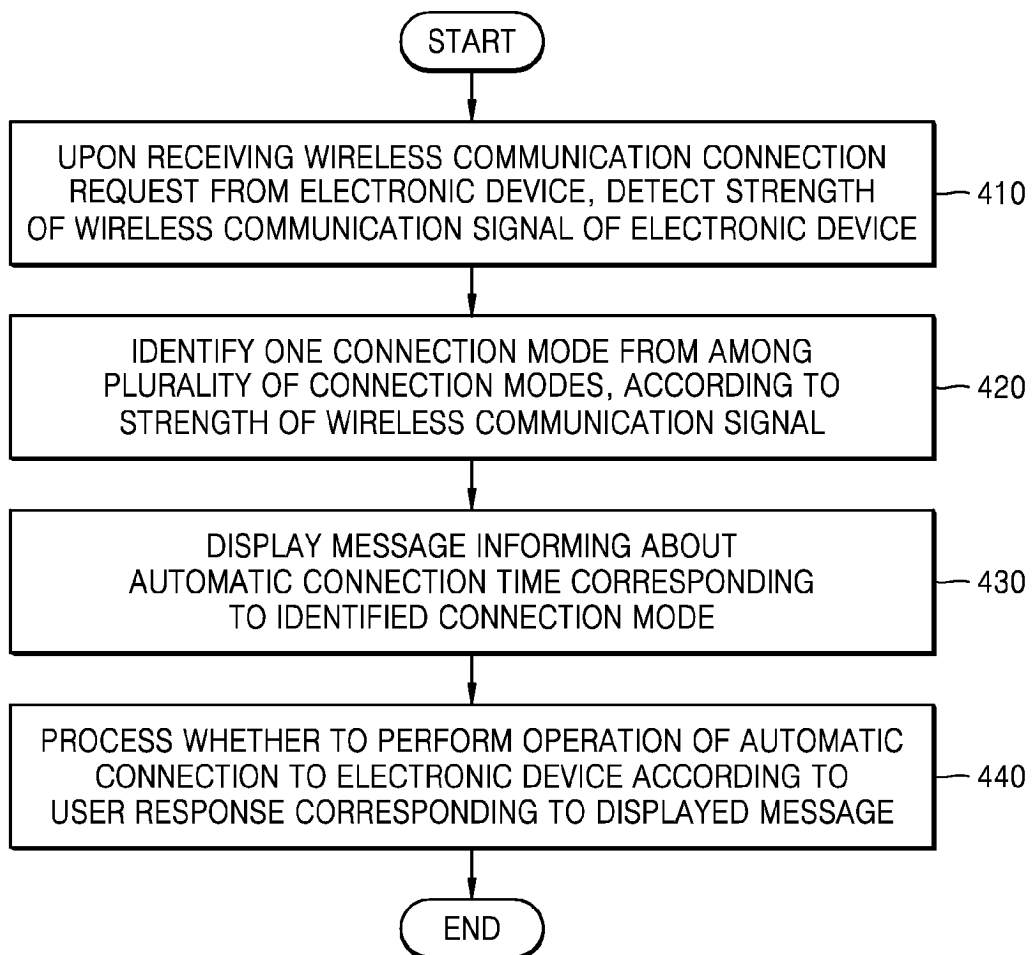 START
UPON RECEIVING WIRELESS COMMUNICATION CONNECTION
REQUEST FROM ELECTRONIC DEVICE, DETECT STRENGTH
OF WIRELESS COMMUNICATION SIGNAL OF ELECTRONIC DEVICE
410
IDENTIFY ONE CONNECTION MODE FROM AMONG
PLURALITY OF CONNECTION MODES, ACCORDING TO
STRENGTH OF WIRELESS COMMUNICATION SIGNAL
420
DISPLAY MESSAGE INFORMING ABOUT
AUTOMATIC CONNECTION TIME CORRESPONDING
TO IDENTIFIED CONNECTION MODE
430
PROCESS WHETHER TO PERFORM OPERATION OF AUTOMATIC
CONNECTION TO ELECTRONIC DEVICE ACCORDING TO
USER RESPONSE CORRESPONDING TO DISPLAYED MESSAGE
440
END